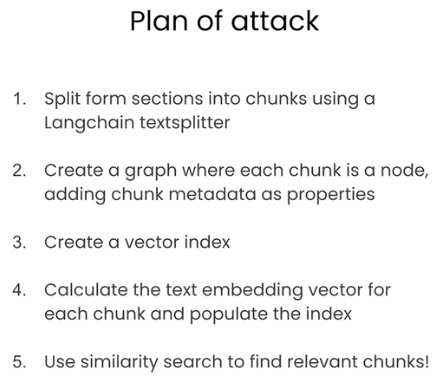 Plan of attack
1. Split form sections into chunks using a
Langchain textsplitter
2. Create a graph where each chunk is a node,
adding chunk metadata as properties
3. Create a vector index
4. Calculate the text embedding vector for
each chunk and populate the index
5. Use similarity search to find relevant chunks!